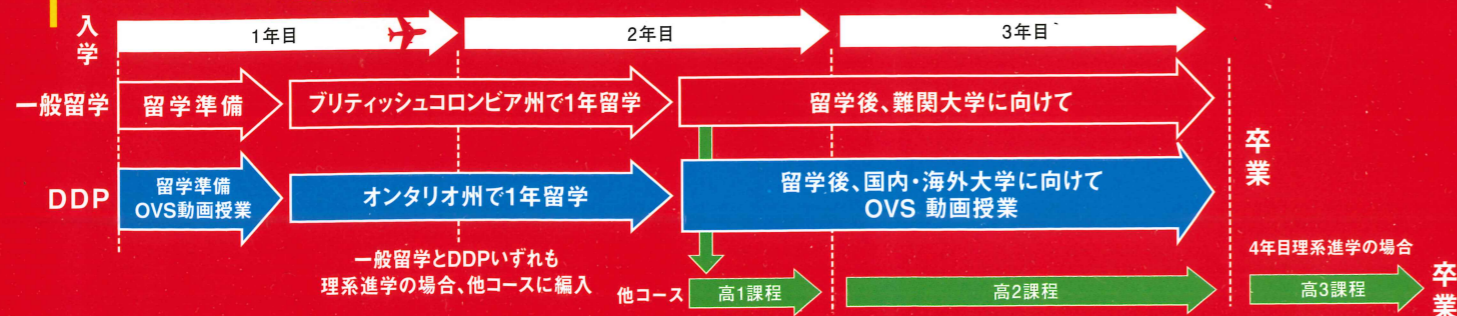 入学
1年目
2年目
3年目
一般留学
留学準備
ブリティッシュコロンビア州で1年留学
留学後、難関大学に向けて
DDP
留学準備
OVS動画授業
オンタリオ州で1年留学
留学後、国内・海外大学に向けて
OVS 動画授業
卒業
一般留学とDDPいずれも
理系進学の場合、他コースに編入
他コース
高1課程
高2課程
4年目理系進学の場合
高3課程
卒業